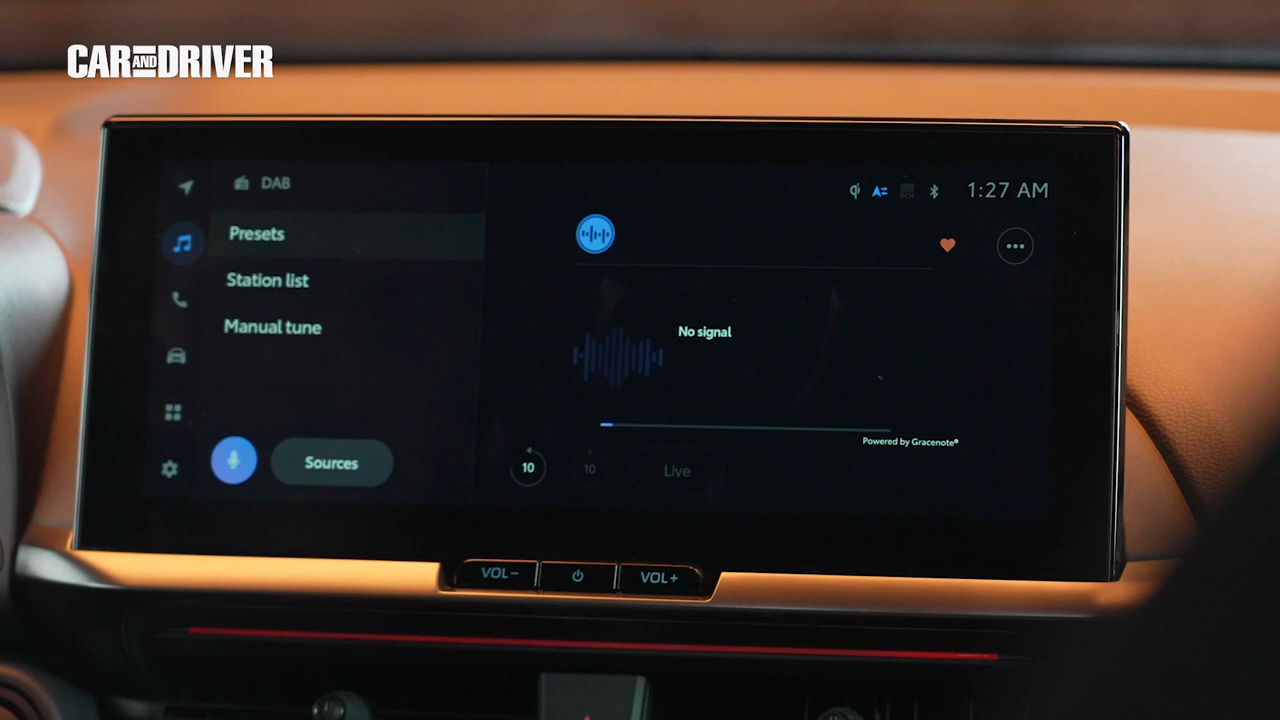 CAR AND DRIVER
DAB
1:27 AM
Presets
Station list
Manual tune
No signal
Powered by Gracenote®
Sources
10
10
Live
VOL-
VOL+